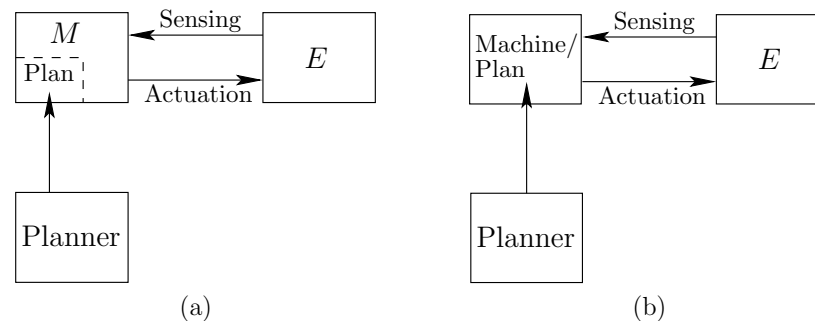 Sensing
M
Plan
E
Actuation
Planner
(a)
Sensing
Machine/
Plan
E
Actuation
Planner
(b)